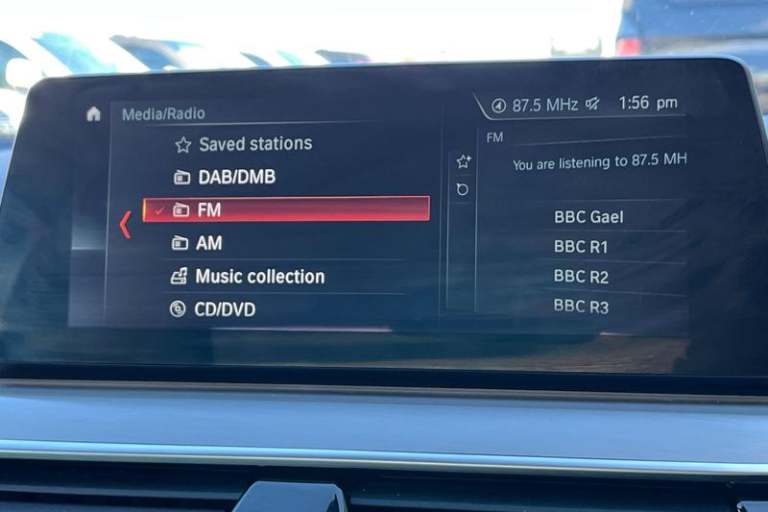 Media/Radio
87.5 MHz 1:56 pm
Saved stations
DAB/DMB
FM
AM
Music collection
CD/DVD
FM
You are listening to 87.5 MH
BBC Gael
BBC R1
BBC R2
BBC R3